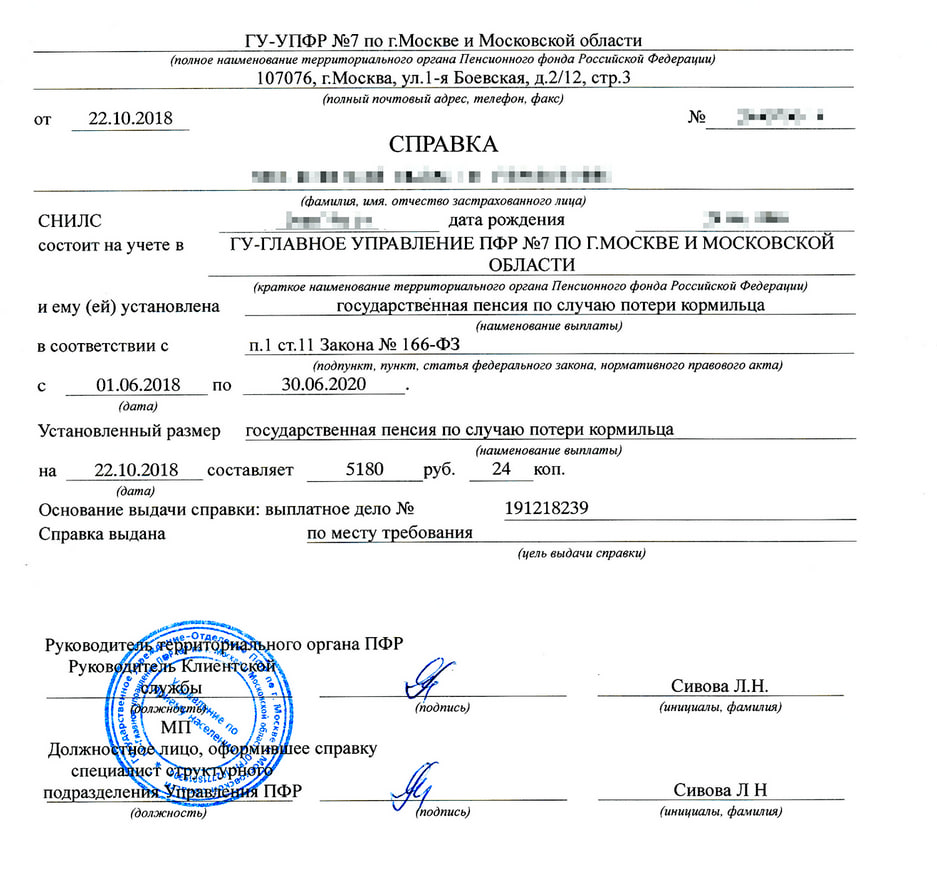 ГУ-УПФР №7 по г.Москве и Московской области
(полное наименование территориального органа Пенсионного фонда Российской Федерации)
107076, г.Москва, ул.1-я Боевская, д.2/12, стр.3
(полный почтовый адрес, телефон, факс)
от 22.10.2018 №
СПРАВКА
(фамилия, имя. отчество застрахованного лица)
СНИЛС дата рождения
состоит на учете в ГУ-ГЛАВНОЕ УПРАВЛЕНИЕ ПФР №7 ПО Г.МОСКВЕ И МОСКОВСКОЙ
ОБЛАСТИ
(краткое наименование территориального органа Пенсионного фонда Российской Федерации)
и ему (ей) установлена государственная пенсия по случаю потери кормильца
(наименование выплаты)
в соответствии с п.1 ст.11 Закона № 166-ФЗ
(подпункт, пункт, статья федерального закона, нормативного правового акта)
с 01.06.2018 по 30.06.2020 .
(дата)
Установленный размер государственная пенсия по случаю потери кормильца
(наименование выплаты)
на 22.10.2018 составляет 5180 руб. 24 коп.
(дата)
Основание выдачи справки: выплатное дело № 191218239
Справка выдана по месту требования
(цель выдачи справки)
Руководитель территориального органа ПФР
Руководитель Клиентской
службы Сивова Л.Н.
(должность) (подпись) (инициалы, фамилия)
МП
Должностное лицо, оформившее справку
специалист структурного
подразделения Управления ПФР Сивова Л Н
(должность) (подпись) (инициалы, фамилия)